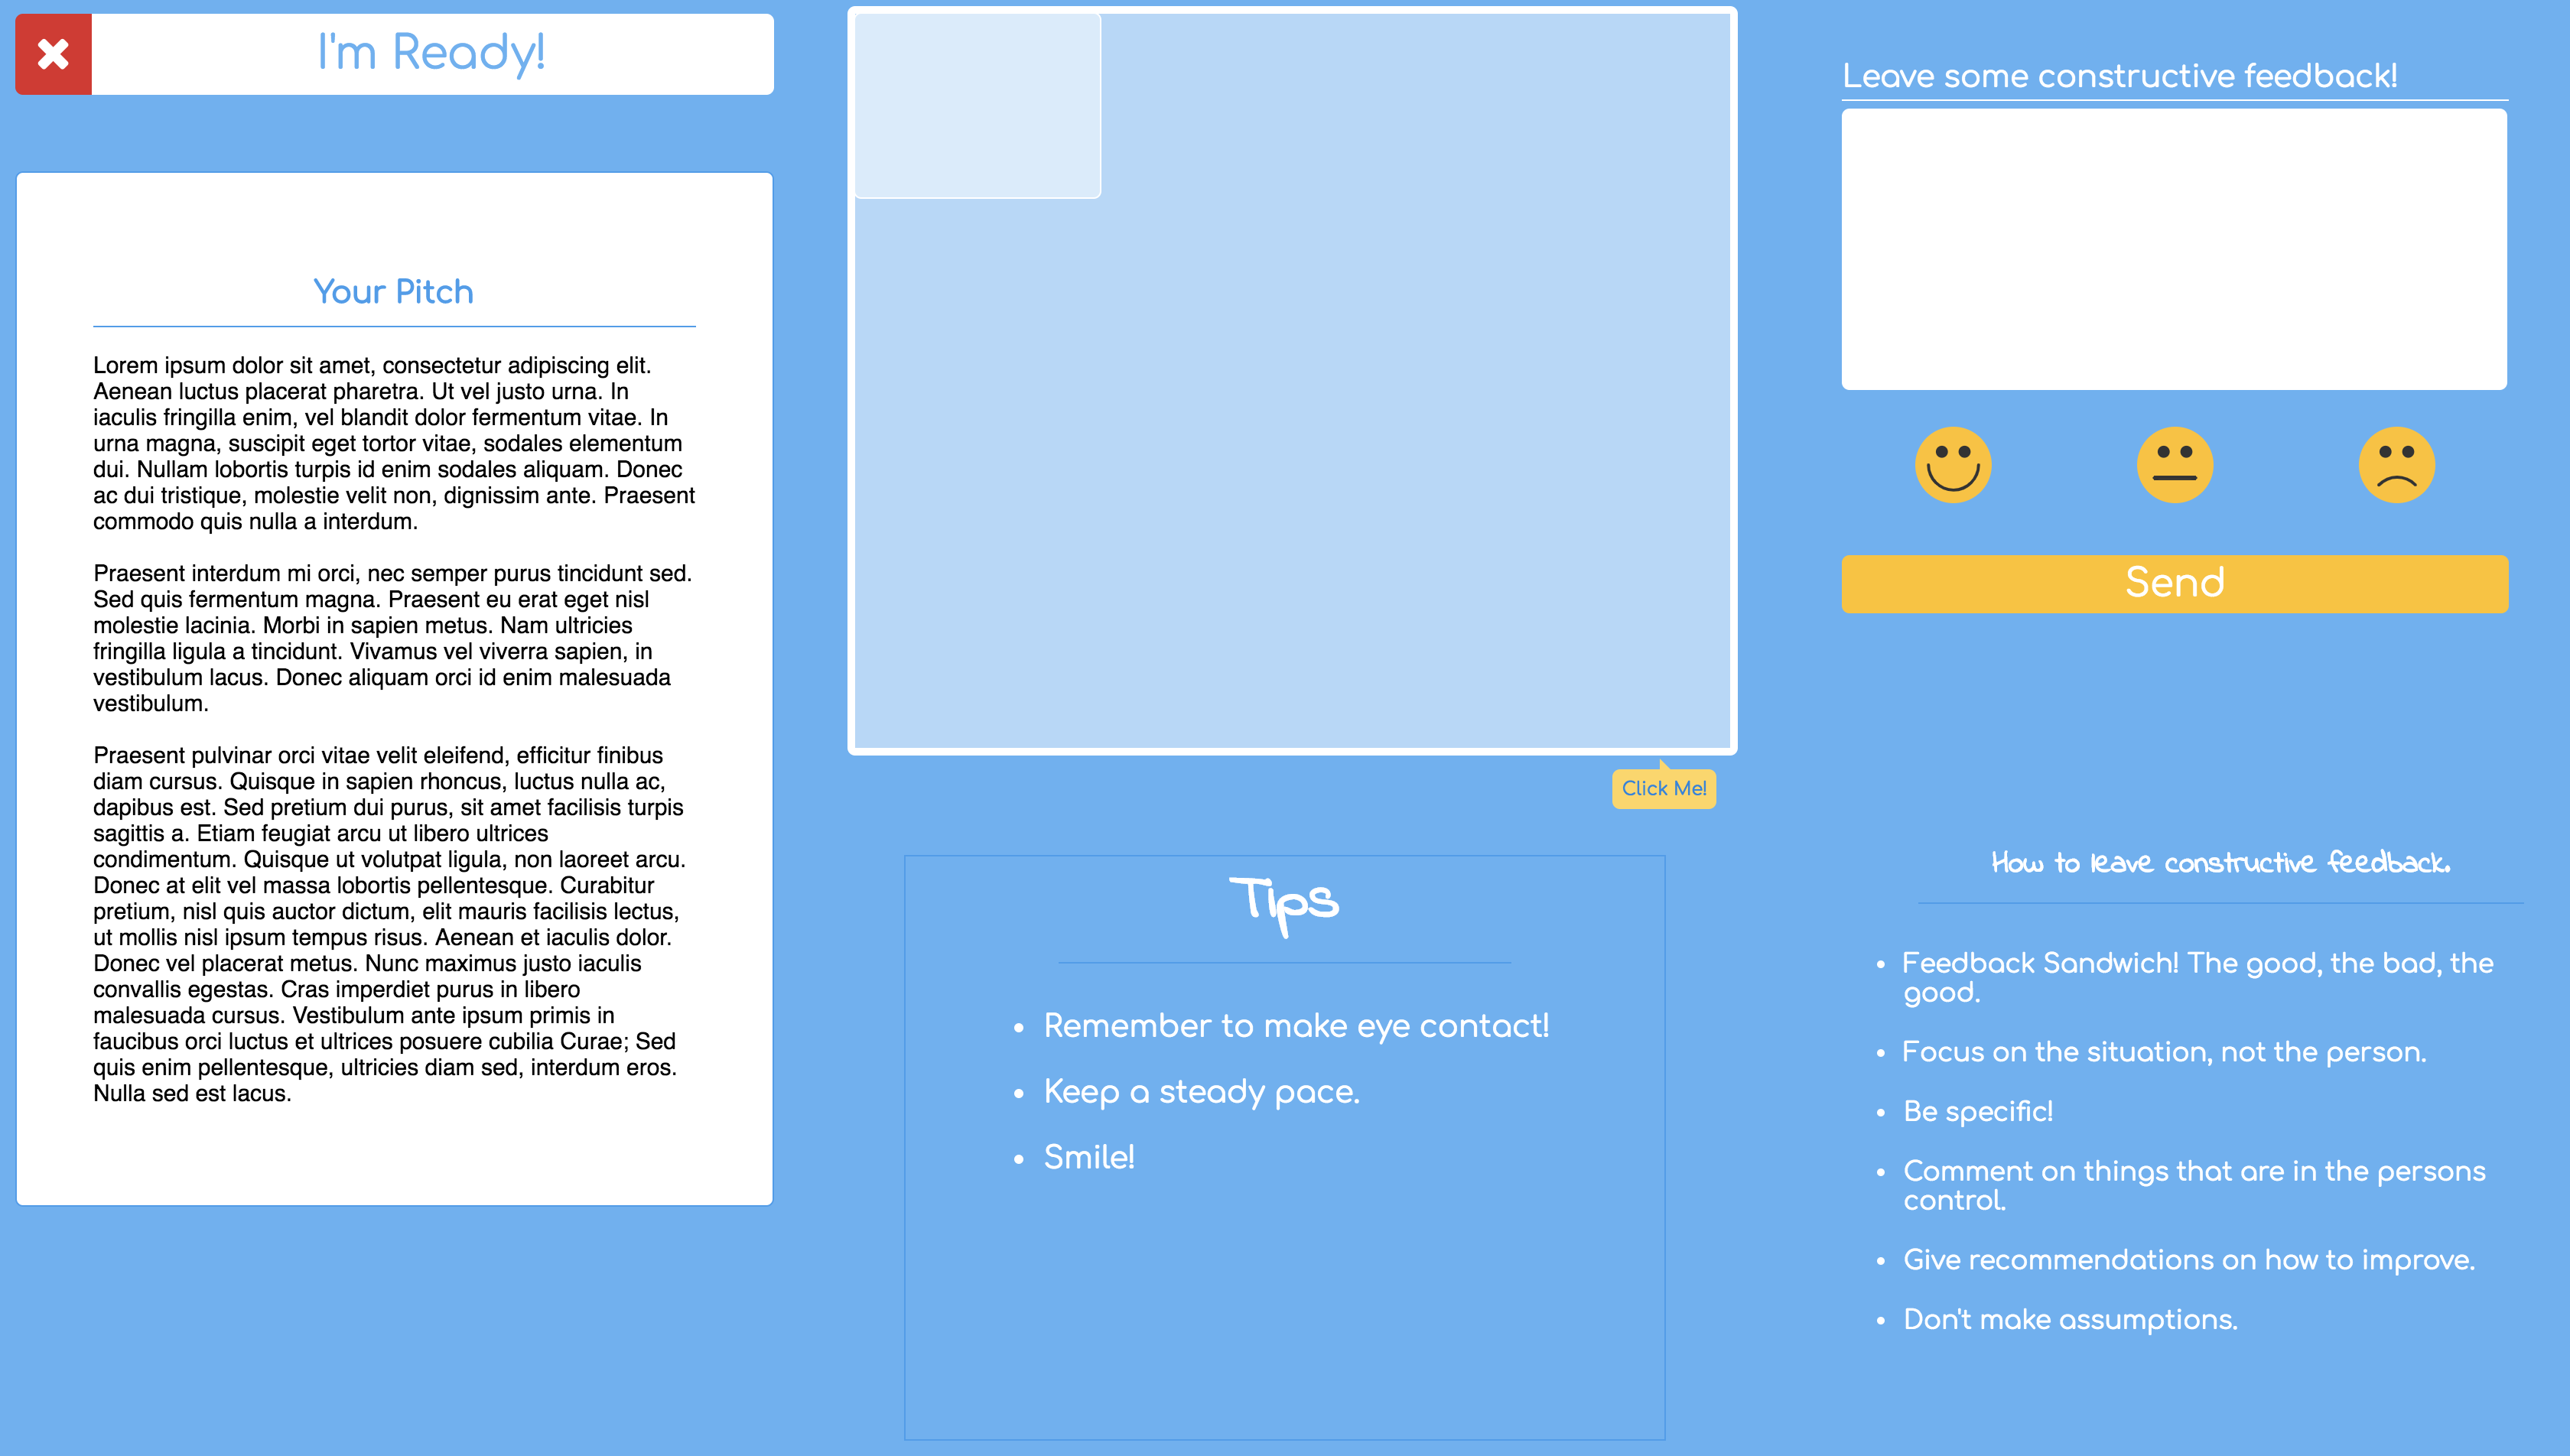 I'm Ready!
Your Pitch
Lorem ipsum dolor sit amet, consectetur adipiscing elit.
Aenean luctus placerat pharetra. Ut vel justo urna. In
iaculis fringilla enim, vel blandit dolor fermentum vitae. In
urna magna, suscipit eget tortor vitae, sodales elementum
dui. Nullam lobortis turpis id enim sodales aliquam. Donec
ac dui tristique, molestie velit non, dignissim ante. Praesent
commodo quis nulla a interdum.
Praesent interdum mi orci, nec semper purus tincidunt sed.
Sed quis fermentum magna. Praesent eu erat eget nisl
molestie lacinia. Morbi in sapien metus. Nam ultricies
fringilla ligula a tincidunt. Vivamus vel viverra sapien, in
vestibulum lacus. Donec aliquam orci id enim malesuada
vestibulum.
Praesent pulvinar orci vitae velit eleifend, efficitur finibus
diam cursus. Quisque in sapien rhoncus, luctus nulla ac,
dapibus est. Sed pretium dui purus, sit amet facilisis turpis
sagittis a. Etiam feugiat arcu ut libero ultrices
condimentum. Quisque ut volutpat ligula, non laoreet arcu.
Donec at elit vel massa lobortis pellentesque. Curabitur
pretium, nisl quis auctor dictum, elit mauris facilisis lectus,
ut mollis nisl ipsum tempus risus. Aenean et iaculis dolor.
Donec vel placerat metus. Nunc maximus justo iaculis
convallis egestas. Cras imperdiet purus in libero
malesuada cursus. Vestibulum ante ipsum primis in
faucibus orci luctus et ultrices posuere cubilia Curae; Sed
quis enim pellentesque, ultricies diam sed, interdum eros.
Nulla sed est lacus.
Click Me!
Tips
• Remember to make eye contact!
• Keep a steady pace.
• Smile!
Leave some constructive feedback!
Send
How to leave constructive feedback.
• Feedback Sandwich! The good, the bad, the
good.
• Focus on the situation, not the person.
• Be specific!
• Comment on things that are in the persons
control.
• Give recommendations on how to improve.
• Don't make assumptions.